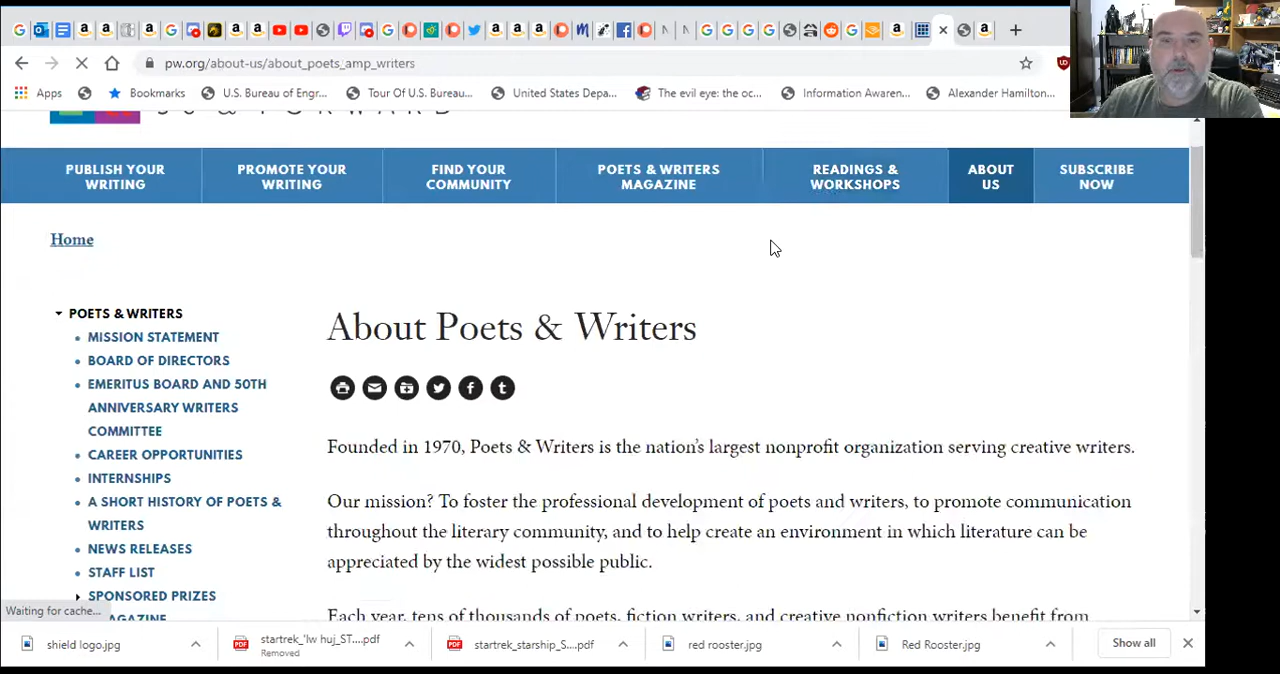 pw.org/about-us/about_poets_amp_writers
Apps
Bookmarks
U.S. Bureau of Engr...
Tour Of U.S. Bureau...
United States Depa...
The evil eye: the oc...
Information Awaren...
Alexander Hamilton...
PUBLISH YOUR WRITING
PROMOTE YOUR WRITING
FIND YOUR COMMUNITY
POETS & WRITERS MAGAZINE
READINGS & WORKSHOPS
ABOUT US
SUBSCRIBE NOW
Home
POETS & WRITERS
MISSION STATEMENT
BOARD OF DIRECTORS
EMERITUS BOARD AND 50TH
ANNIVERSARY WRITERS
COMMITTEE
CAREER OPPORTUNITIES
INTERNSHIPS
A SHORT HISTORY OF POETS &
WRITERS
NEWS RELEASES
STAFF LIST
SPONSORED PRIZES
About Poets & Writers
Founded in 1970, Poets & Writers is the nation's largest nonprofit organization serving creative writers.
Our mission? To foster the professional development of poets and writers, to promote communication
throughout the literary community, and to help create an environment in which literature can be
appreciated by the widest possible public.
Each year, tens of thousands of poets, fiction writers, and creative nonfiction writers benefit from
Waiting for cache...
shield logo.jpg
startrek_'lw huj_ST....pdf
Removed
startrek_starship_S....pdf
red rooster.jpg
Red Rooster.jpg
Show all